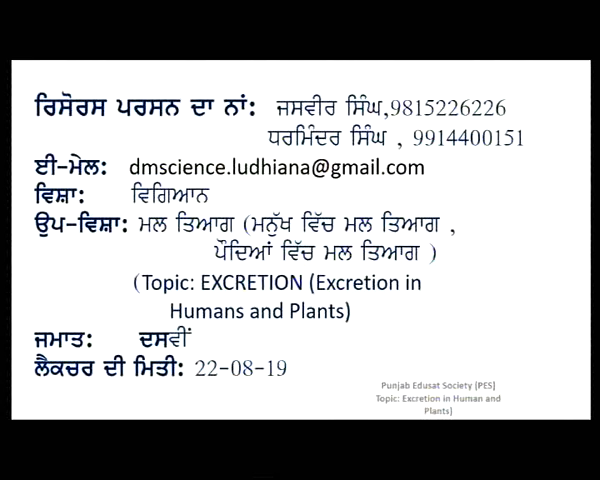 ਰਿਸੋਰਸ ਪਰਸਨ ਦਾ ਨਾਂ: ਜਸਵੀਰ ਸਿੰਘ,9815226226
ਧਰਮਿੰਦਰ ਸਿੰਘ , 9914400151
ਈ-ਮੇਲ: dmscience.ludhiana@gmail.com
ਵਿਸ਼ਾ: ਵਿਗਿਆਨ
ਉਪ-ਵਿਸ਼ਾ: ਮਲ ਤਿਆਗ (ਮਨੁੱਖ ਵਿੱਚ ਮਲ ਤਿਆਗ ,
ਪੌਦਿਆਂ ਵਿੱਚ ਮਲ ਤਿਆਗ )
(Topic: EXCRETION (Excretion in
Humans and Plants)
ਜਮਾਤ: ਦਸਵੀਂ
ਲੈਕਚਰ ਦੀ ਮਿਤੀ: 22-08-19
Punjab Edusat Society [PES]
Topic: Excretion in Human and
Plants]